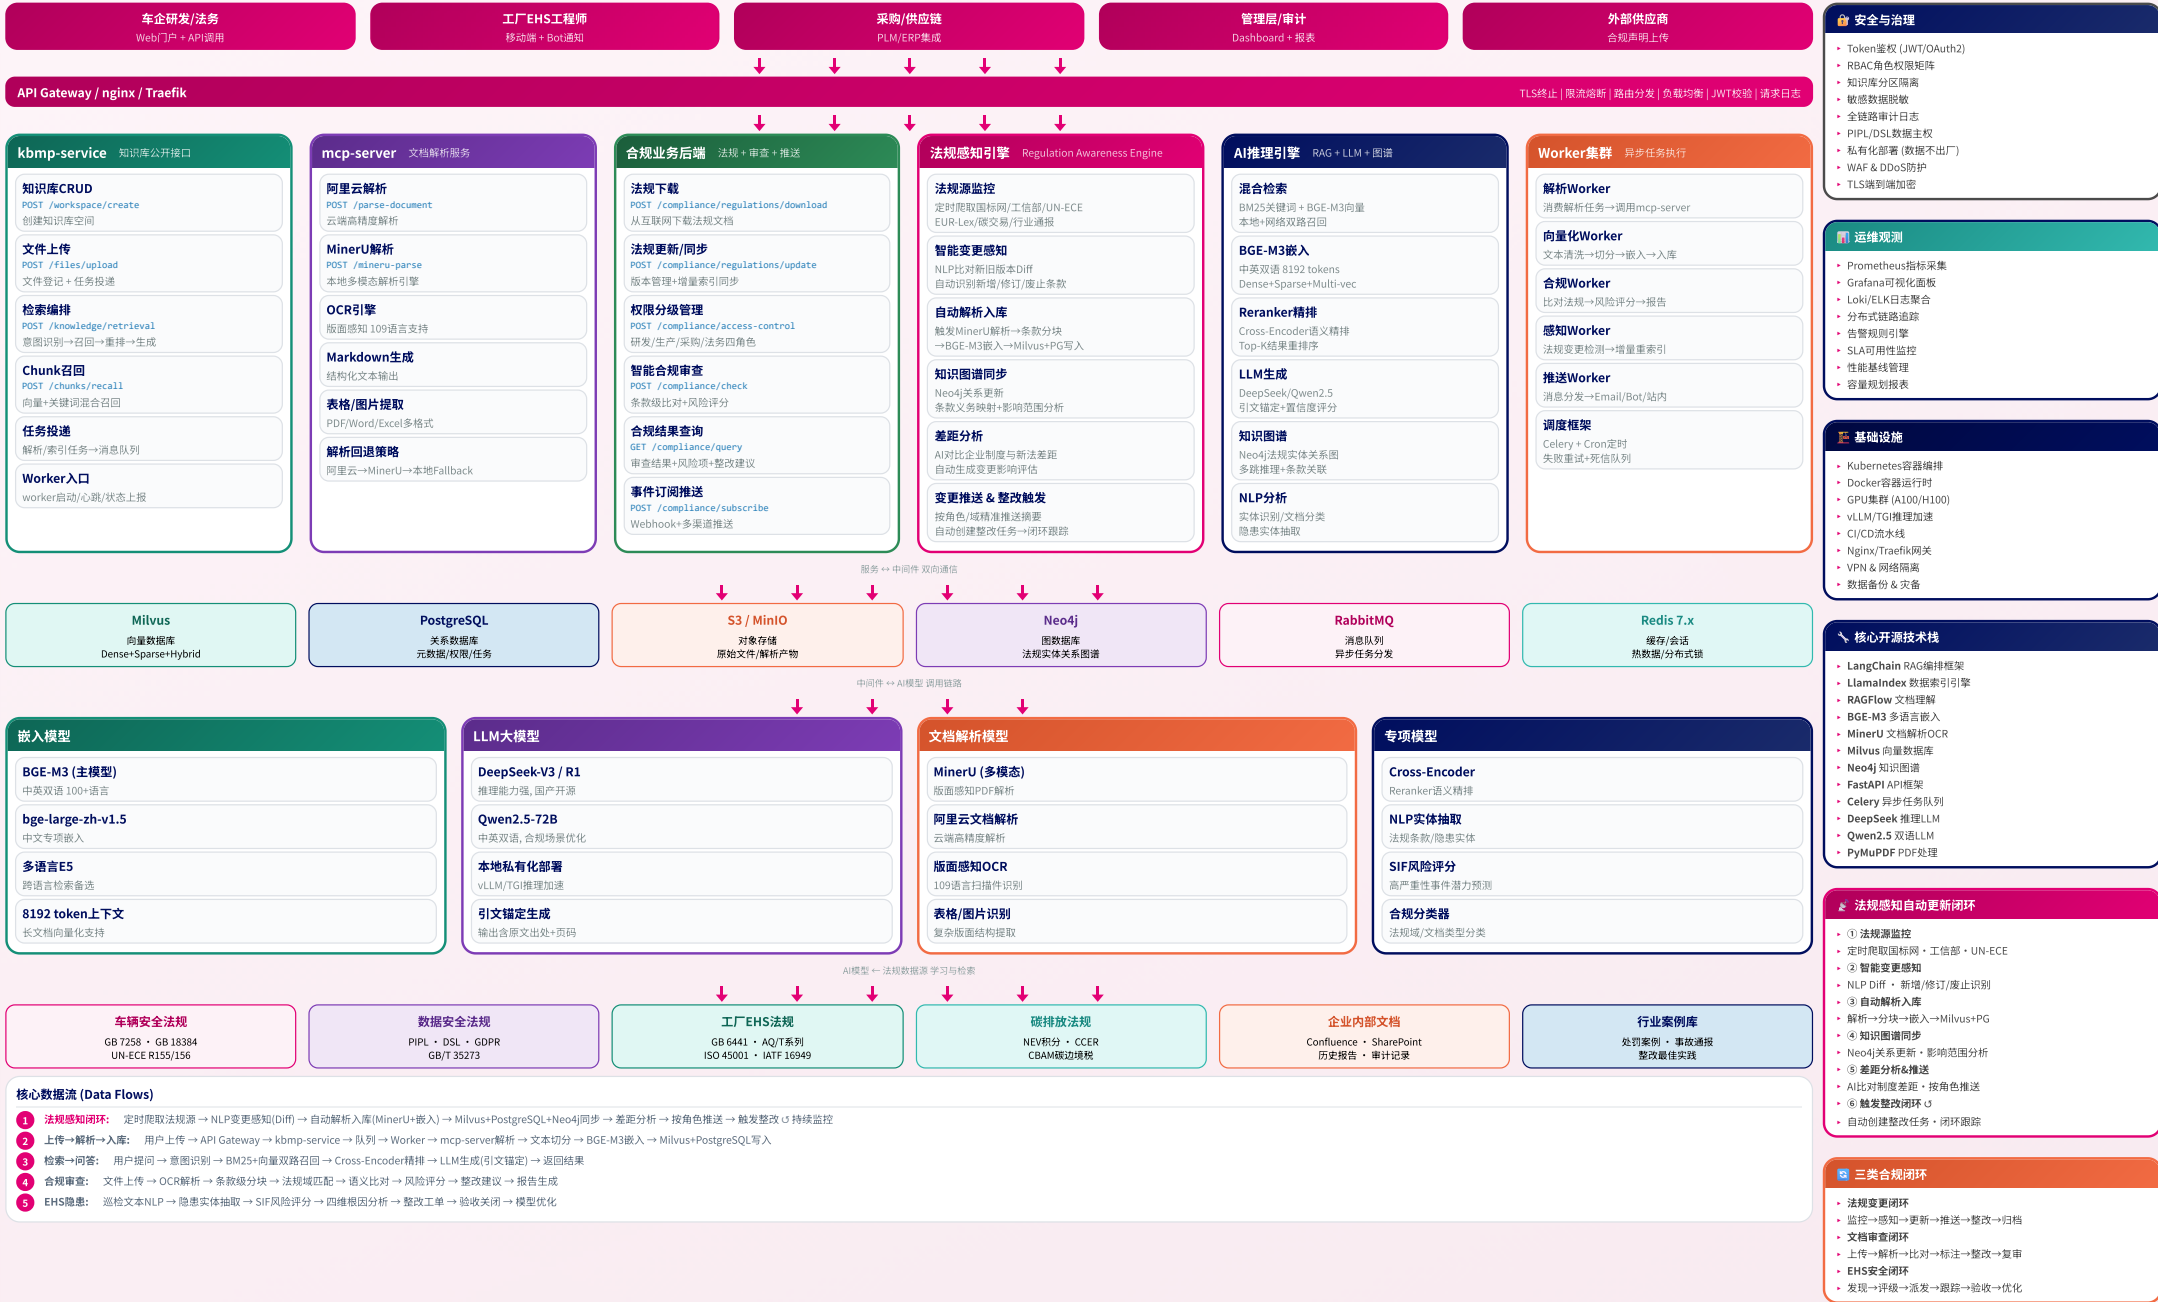 车企研发/法务
Web门户 + API调用
工厂EHS工程师
移动端 + Bot通知
采购/供应链
PLM/ERP集成
管理层/审计
Dashboard + 报表
外部供应商
合规声明上传
API Gateway / nginx / Traefik
TLS终止 | 限流熔断 | 路由分发 | 负载均衡 | JWT校验 | 请求日志
kbmp-service 知识库公开接口
知识库CRUD
POST /workspace/create
创建知识库空间
文件上传
POST /files/upload
文件登记 + 任务投递
检索编排
POST /knowledge/retrieval
意图识别→召回→重排→生成
Chunk召回
POST /chunks/recall
向量+关键词混合召回
任务投递
解析/索引任务→消息队列
Worker入口
worker启动/心跳/状态上报
mcp-server 文档解析服务
阿里云解析
POST /parse-document
云端高精度解析
MinerU解析
POST /mineru-parse
本地多模态解析引擎
OCR引擎
版面感知 109语言支持
Markdown生成
结构化文本输出
表格/图片提取
PDF/Word/Excel多格式
解析回退策略
阿里云→MinerU→本地Fallback
合规业务后端 法规 + 审查 + 推送
法规下载
POST /compliance/regulations/download
从互联网下载法规文档
法规更新/同步
POST /compliance/regulations/update
版本管理+增量索引同步
权限分级管理
POST /compliance/access-control
研发/生产/采购/法务四角色
智能合规审查
POST /compliance/check
条款级比对+风险评分
合规结果查询
GET /compliance/query
审查结果+风险项+整改建议
事件订阅推送
POST /compliance/subscribe
Webhook+多渠道推送
法规感知引擎 Regulation Awareness Engine
法规源监控
定时爬取国标网/工信部/UN-ECE
EUR-Lex/碳交易/行业通报
智能变更感知
NLP比对新旧版本Diff
自动识别新增/修订/废止条款
自动解析入库
触发MinerU解析→条款分块
→BGE-M3嵌入→Milvus+PG写入
知识图谱同步
Neo4j关系更新
条款义务映射+影响范围分析
差距分析
AI对比企业制度与新法差距
自动生成变更影响评估
变更推送 & 整改触发
按角色/域精准推送摘要
自动创建整改任务→闭环跟踪
AI推理引擎 RAG + LLM + 图谱
混合检索
BM25关键词 + BGE-M3向量
本地+网络双路召回
BGE-M3嵌入
中英双语 8192 tokens
Dense+Sparse+Multi-vec
Reranker精排
Cross-Encoder语义精排
Top-K结果重排序
LLM生成
DeepSeek/Qwen2.5
引文锚定+置信度评分
知识图谱
Neo4j法规实体关系图
多跳推理+条款关联
NLP分析
实体识别/文档分类
隐患实体抽取
Worker集群 异步任务执行
解析Worker
消费解析任务→调用mcp-server
向量化Worker
文本清洗→切分→嵌入→入库
合规Worker
比对法规→风险评分→报告
感知Worker
法规变更检测→增量重索引
推送Worker
消息分发→Email/Bot/站内
调度框架
Celery + Cron定时
失败重试+死信队列
服务 ↔ 中间件 双向通信
Milvus
向量数据库
Dense+Sparse+Hybrid
PostgreSQL
关系数据库
元数据/权限/任务
S3 / MinIO
对象存储
原始文件/解析产物
Neo4j
图数据库
法规实体关系图谱
RabbitMQ
消息队列
异步任务分发
Redis 7.x
缓存/会话
热数据/分布式锁
中间件 ↔ AI模型 调用链路
嵌入模型
BGE-M3 (主模型)
中英双语 100+语言
bge-large-zh-v1.5
中文专项嵌入
多语言E5
跨语言检索备选
8192 token上下文
长文档向量化支持
LLM大模型
DeepSeek-V3 / R1
推理能力强, 国产开源
Qwen2.5-72B
中英双语, 合规场景优化
本地私有化部署
vLLM/TGI推理加速
引文锚定生成
输出含原文出处+页码
文档解析模型
MinerU (多模态)
版面感知PDF解析
阿里云文档解析
云端高精度解析
版面感知OCR
109语言扫描件识别
表格/图片识别
复杂版面结构提取
专项模型
Cross-Encoder
Reranker语义精排
NLP实体抽取
法规条款/隐患实体
SIF风险评分
高严重性事件潜力预测
合规分类器
法规域/文档类型分类
AI模型 ← 法规数据源 学习与检索
车辆安全法规
GB 7258 • GB 18384
UN-ECE R155/156
数据安全法规
PIPL • DSL • GDPR
GB/T 35273
工厂EHS法规
GB 6441 • AQ/T系列
ISO 45001 • IATF 16949
碳排放法规
NEV积分 • CCER
CBAM碳边境税
企业内部文档
Confluence • SharePoint
历史报告 • 审计记录
行业案例库
处罚案例 • 事故通报
整改最佳实践
核心数据流 (Data Flows)
1 法规感知闭环: 定时爬取法规源 → NLP变更感知(Diff) → 自动解析入库(MinerU+嵌入) → Milvus+PostgreSQL+Neo4j同步 → 差距分析 → 按角色推送 → 触发整改 ↺ 持续监控
2 上传→解析→入库: 用户上传 → API Gateway → kbmp-service → 队列 → Worker → mcp-server解析 → 文本切分 → BGE-M3嵌入 → Milvus+PostgreSQL写入
3 检索→问答: 用户提问 → 意图识别 → BM25+向量双路召回 → Cross-Encoder精排 → LLM生成(引文锚定) → 返回结果
4 合规审查: 文件上传 → OCR解析 → 条款级分块 → 法规域匹配 → 语义比对 → 风险评分 → 整改建议 → 报告生成
5 EHS隐患: 巡检文本NLP → 隐患实体抽取 → SIF风险评分 → 四维根因分析 → 整改工单 → 验收关闭 → 模型优化
安全与治理
Token鉴权 (JWT/OAuth2)
RBAC角色权限矩阵
知识库分区隔离
敏感数据脱敏
全链路审计日志
PIPL/DSL数据主权
私有化部署 (数据不出厂)
WAF & DDoS防护
TLS端到端加密
运维观测
Prometheus指标采集
Grafana可视化面板
Loki/ELK日志聚合
分布式链路追踪
告警规则引擎
SLA可用性监控
性能基线管理
容量规划报表
基础设施
Kubernetes容器编排
Docker容器运行时
GPU集群 (A100/H100)
vLLM/TGI推理加速
CI/CD流水线
Nginx/Traefik网关
VPN & 网络隔离
数据备份 & 灾备
核心开源技术栈
LangChain RAG编排框架
LlamaIndex 数据索引引擎
RAGFlow 文档理解
BGE-M3 多语言嵌入
MinerU 文档解析OCR
Milvus 向量数据库
Neo4j 知识图谱
FastAPI API框架
Celery 异步任务队列
DeepSeek 推理LLM
Qwen2.5 双语LLM
PyMuPDF PDF处理
法规感知自动更新闭环
① 法规源监控
定时爬取国标网・工信部・UN-ECE
② 智能变更感知
NLP Diff ・ 新增/修订/废止识别
③ 自动解析入库
解析→分块→嵌入→Milvus+PG
④ 知识图谱同步
Neo4j关系更新・影响范围分析
⑤ 差距分析&推送
AI比对制度差距・按角色推送
⑥ 触发整改闭环 ↺
自动创建整改任务・闭环跟踪
三类合规闭环
法规变更闭环
监控→感知→更新→推送→整改→归档
文档审查闭环
上传→解析→比对→标注→整改→复审
EHS安全闭环
发现→评级→派发→跟踪→验收→优化